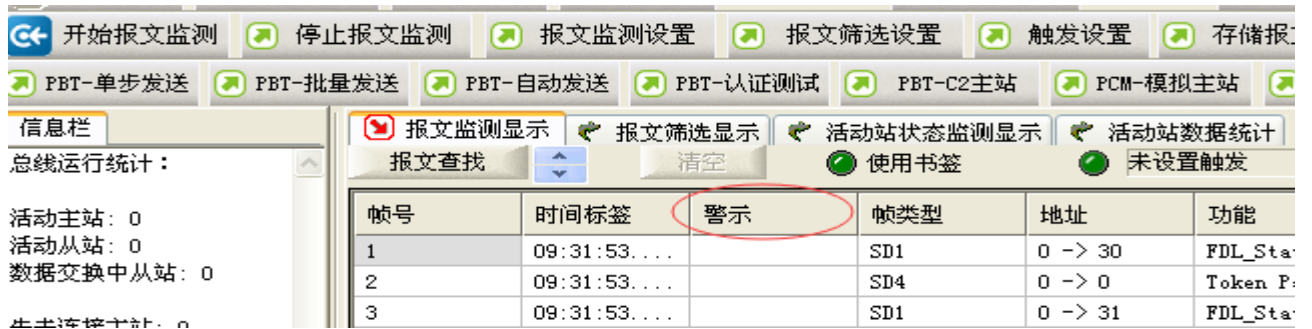 开始报文监测 停止报文监测 报文监测设置 报文筛选设置 触发设置 存储报
PBT-单步发送 PBT-批量发送 PBT-自动发送 PBT-认证测试 PBT-C2主站 PCM-模拟主站
信息栏 报文监测显示 报文筛选显示 活动站状态监测显示 活动站数据统计
总线运行统计： 报文查找 清空 使用书签 未设置触发
活动主站: 0 帧号 时间标签 警示 帧类型 地址 功能
活动从站: 0 1 09:31:53.... SD1 0 -> 30 FDL_Sta
数据交换中从站: 0 2 09:31:53.... SD4 0 -> 0 Token P
3 09:31:53.... SD1 0 -> 31 FDL_Sta